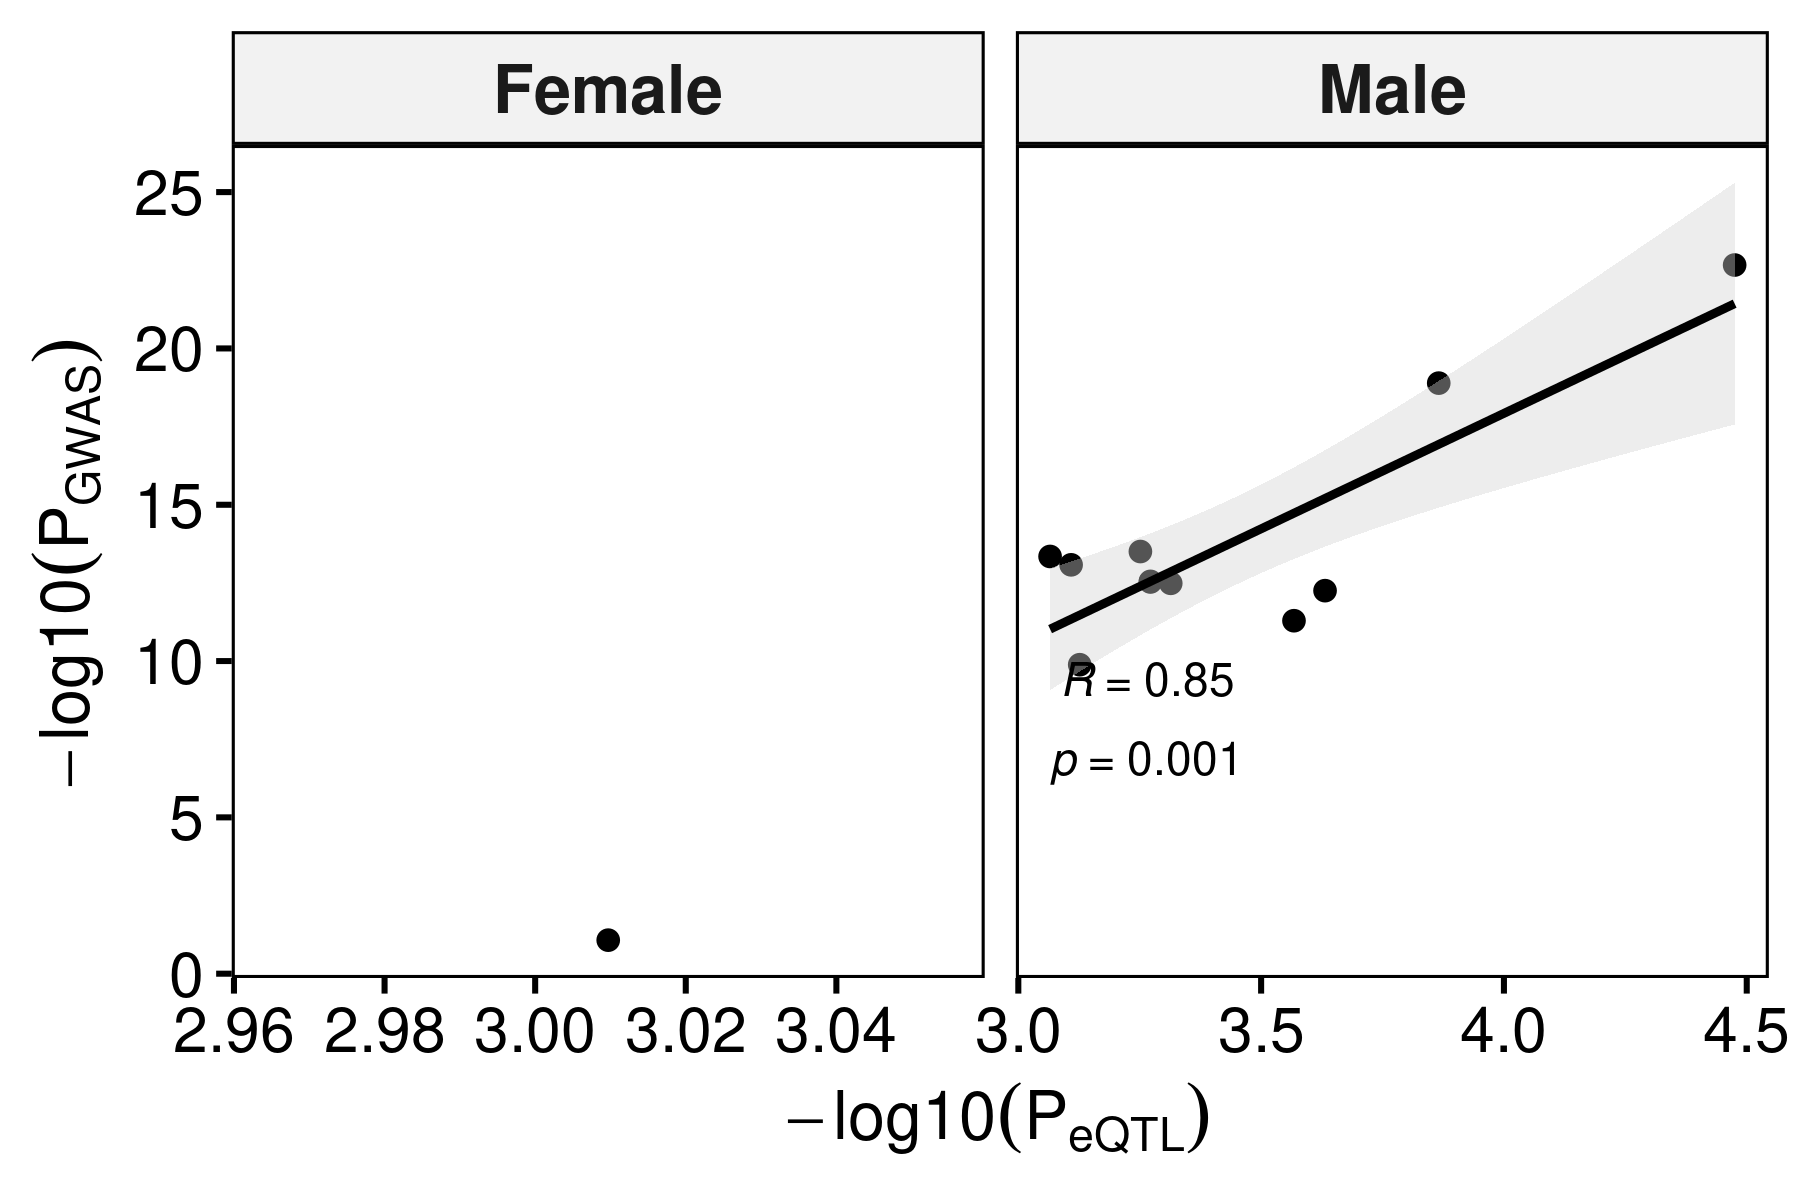 Female Male
25
20
15
10
5
0
−log10(PGWAS)
R = 0.85
p = 0.001
2.96 2.98 3.00 3.02 3.04 3.0 3.5 4.0 4.5
−log10(PeQTL)